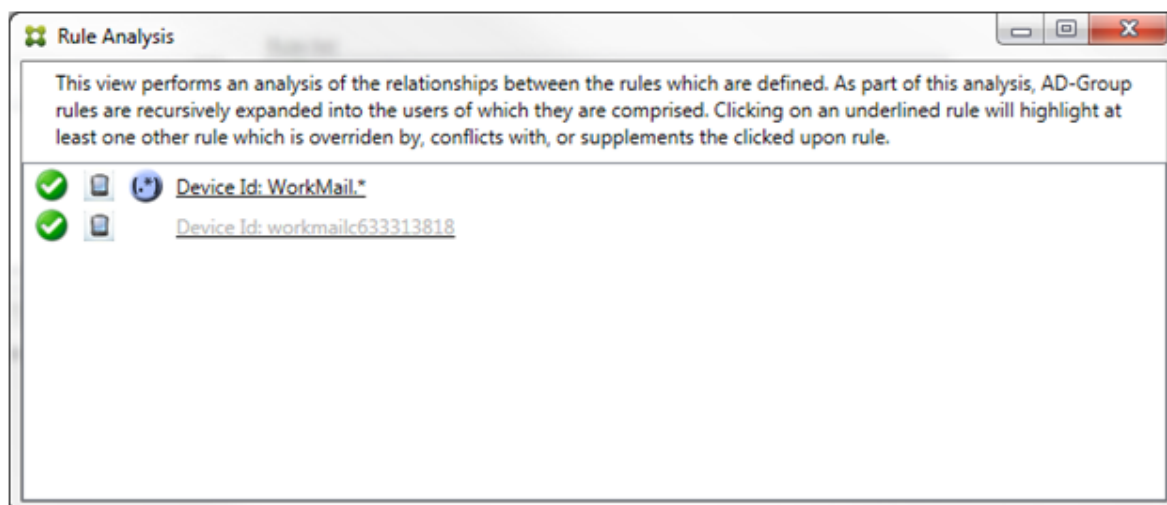 Rule Analysis
This view performs an analysis of the relationships between the rules which are defined. As part of this analysis, AD-Group
rules are recursively expanded into the users of which they are comprised. Clicking on an underlined rule will highlight at
least one other rule which is overriden by, conflicts with, or supplements the clicked upon rule.
(.*) Device Id: WorkMail.*
Device Id: workmailc633313818